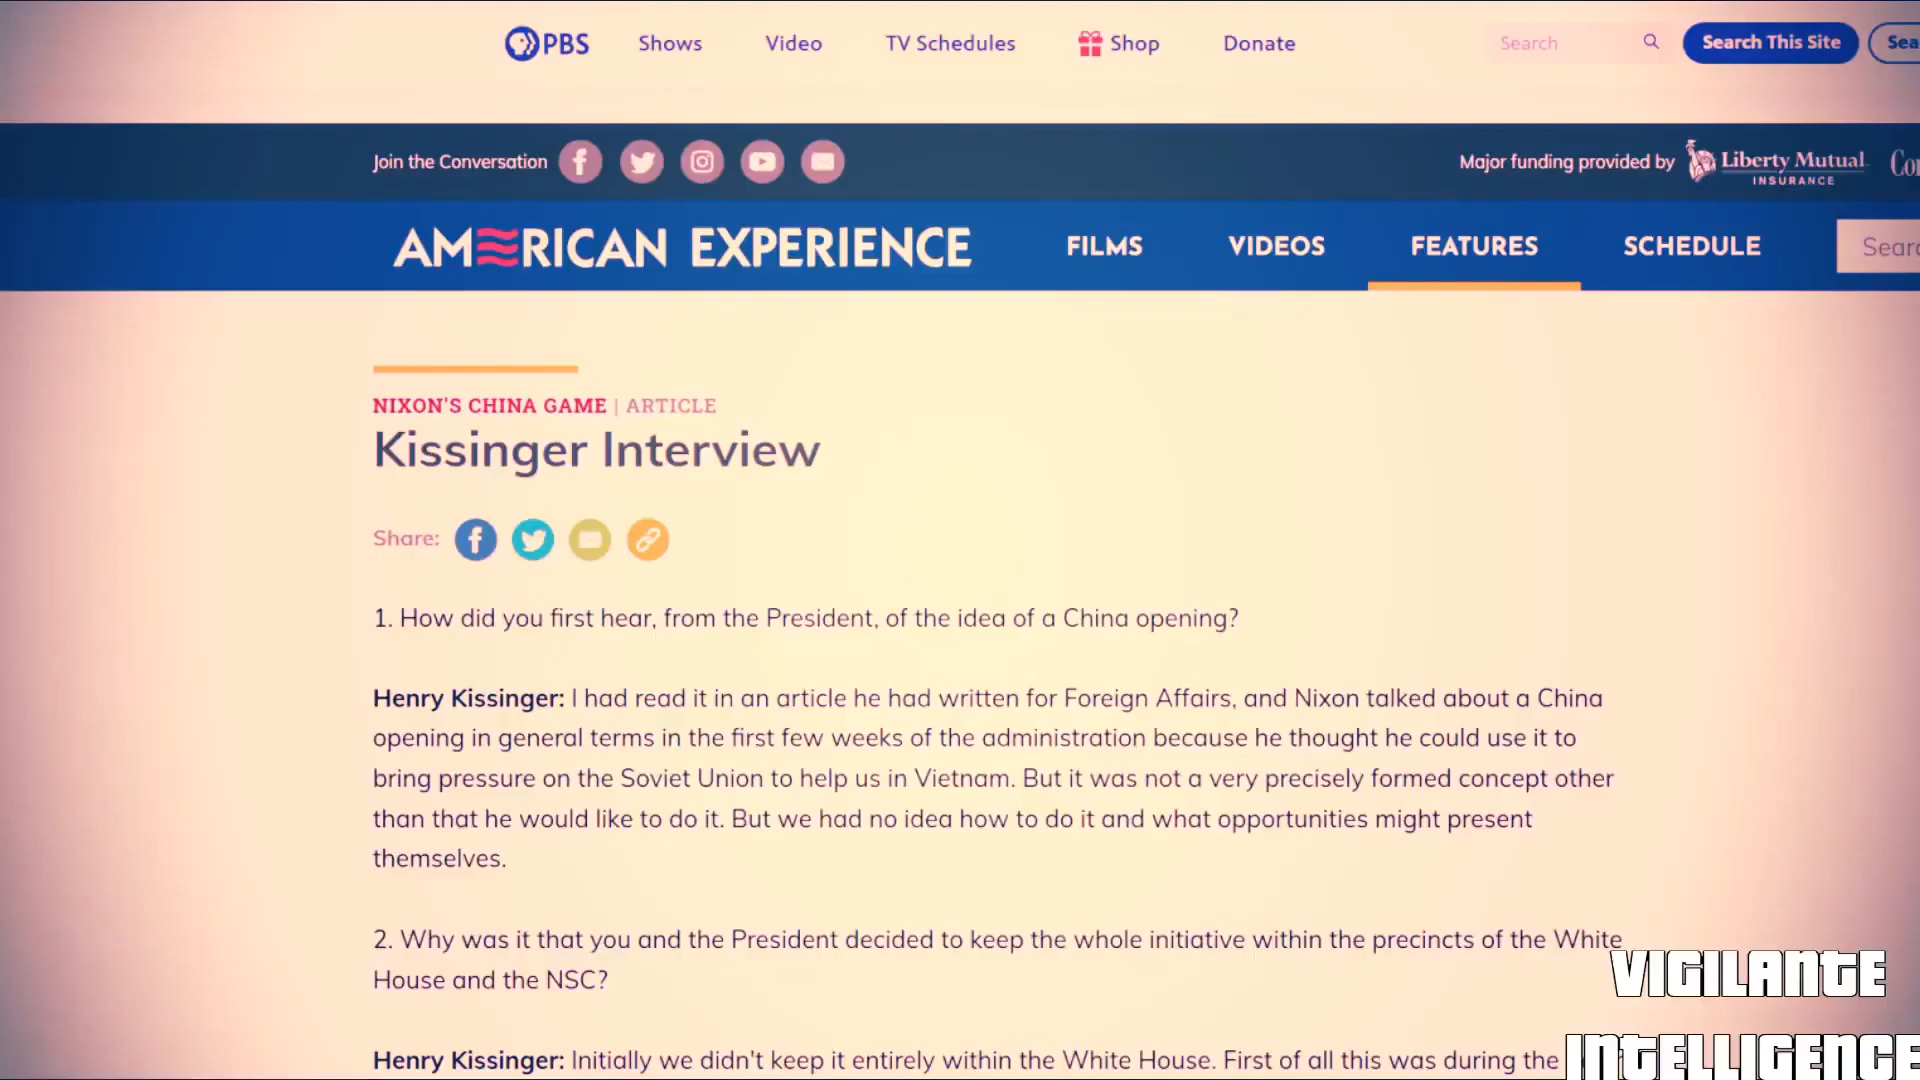 PBS Shows Video TV Schedules Shop Donate Search Search This Site Sea
Join the Conversation Major funding provided by Liberty Mutual INSURANCE Co
AMERICAN EXPERIENCE FILMS VIDEOS FEATURES SCHEDULE Sear
NIXON'S CHINA GAME | ARTICLE
Kissinger Interview
Share:
1. How did you first hear, from the President, of the idea of a China opening?
Henry Kissinger: I had read it in an article he had written for Foreign Affairs, and Nixon talked about a China
opening in general terms in the first few weeks of the administration because he thought he could use it to
bring pressure on the Soviet Union to help us in Vietnam. But it was not a very precisely formed concept other
than that he would like to do it. But we had no idea how to do it and what opportunities might present
themselves.
2. Why was it that you and the President decided to keep the whole initiative within the precincts of the White
House and the NSC?
Henry Kissinger: Initially we didn't keep it entirely within the White House. First of all this was during the
VIGILANTE
INTELLIGENCE